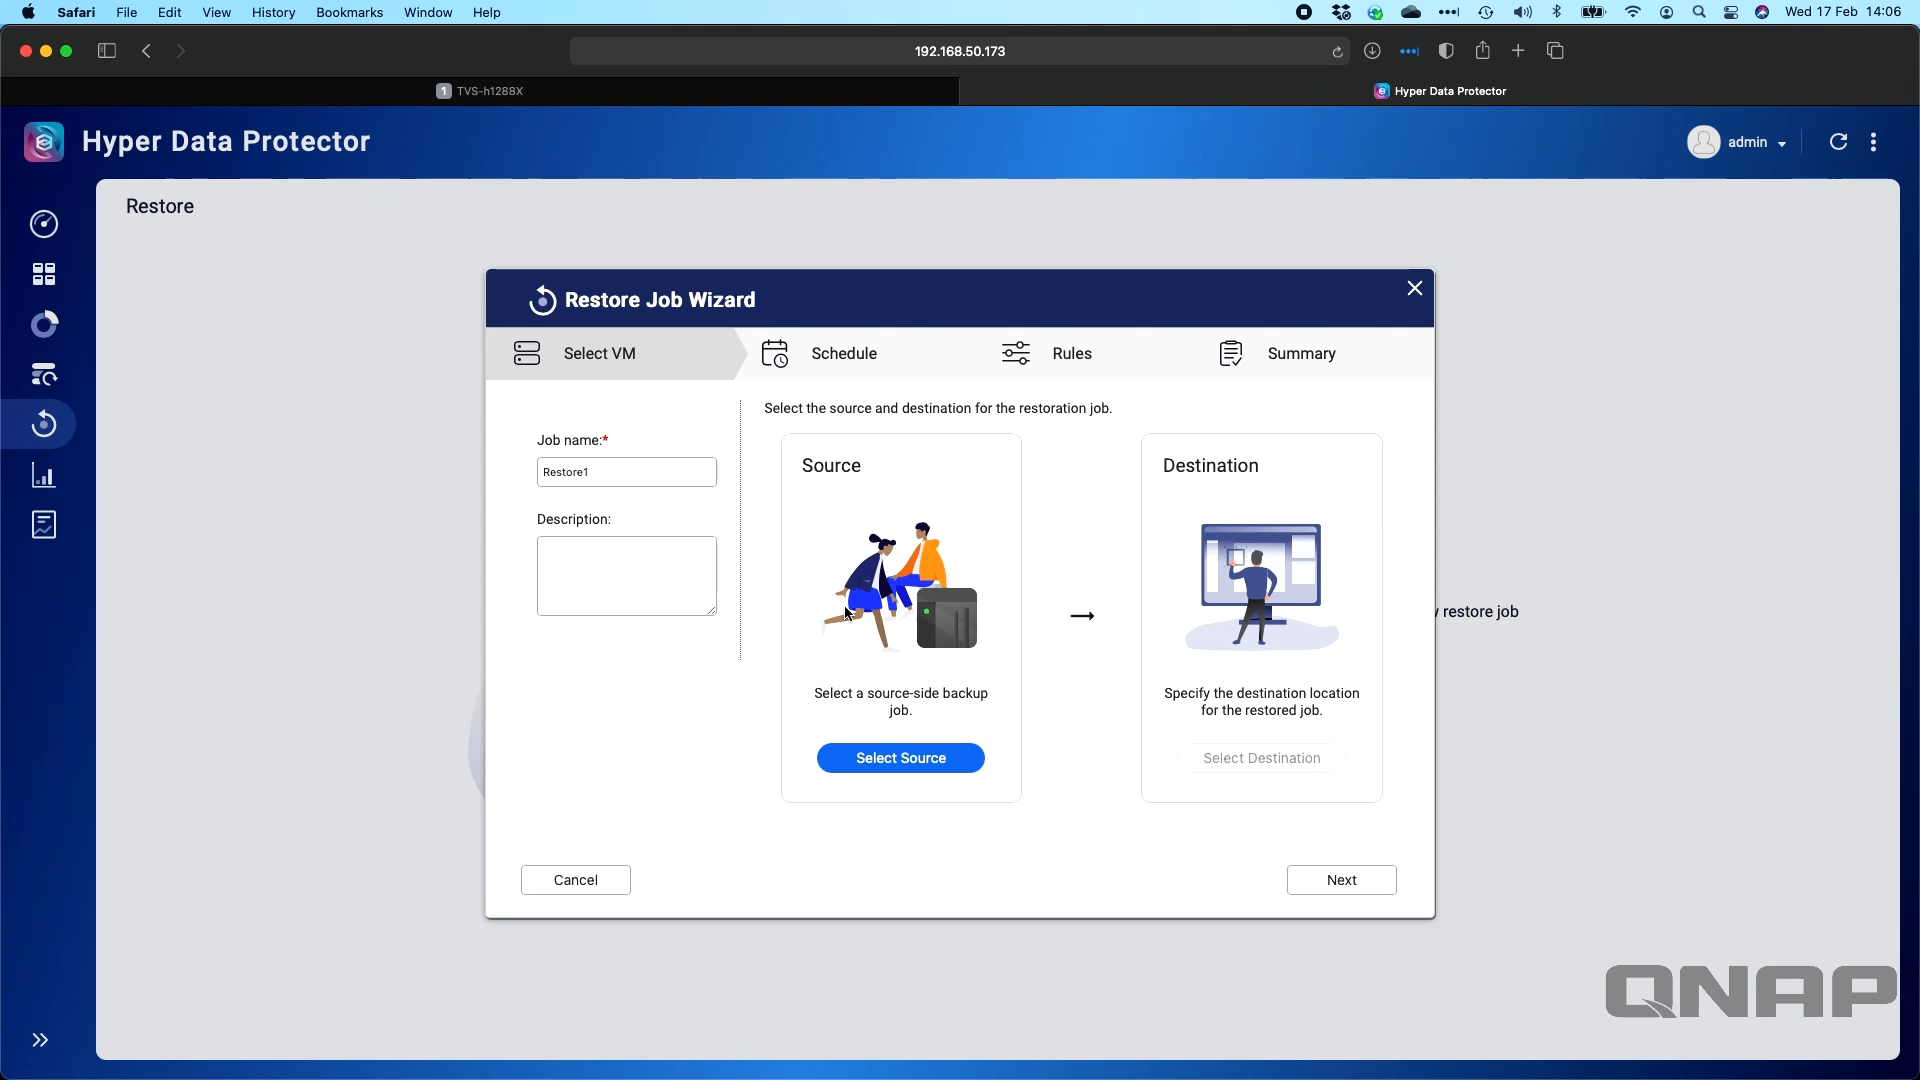 Safari File Edit View History Bookmarks Window Help Wed 17 Feb 14:06
192.168.50.173
1 TVS-h1288X Hyper Data Protector
Hyper Data Protector admin
Restore
Restore Job Wizard
Select VM Schedule Rules Summary
Select the source and destination for the restoration job.
Job name:*
Restore1
Description:
Source
Select a source-side backup
job.
Select Source
Destination
Specify the destination location
for the restored job.
Select Destination
restore job
Cancel Next
QNAP